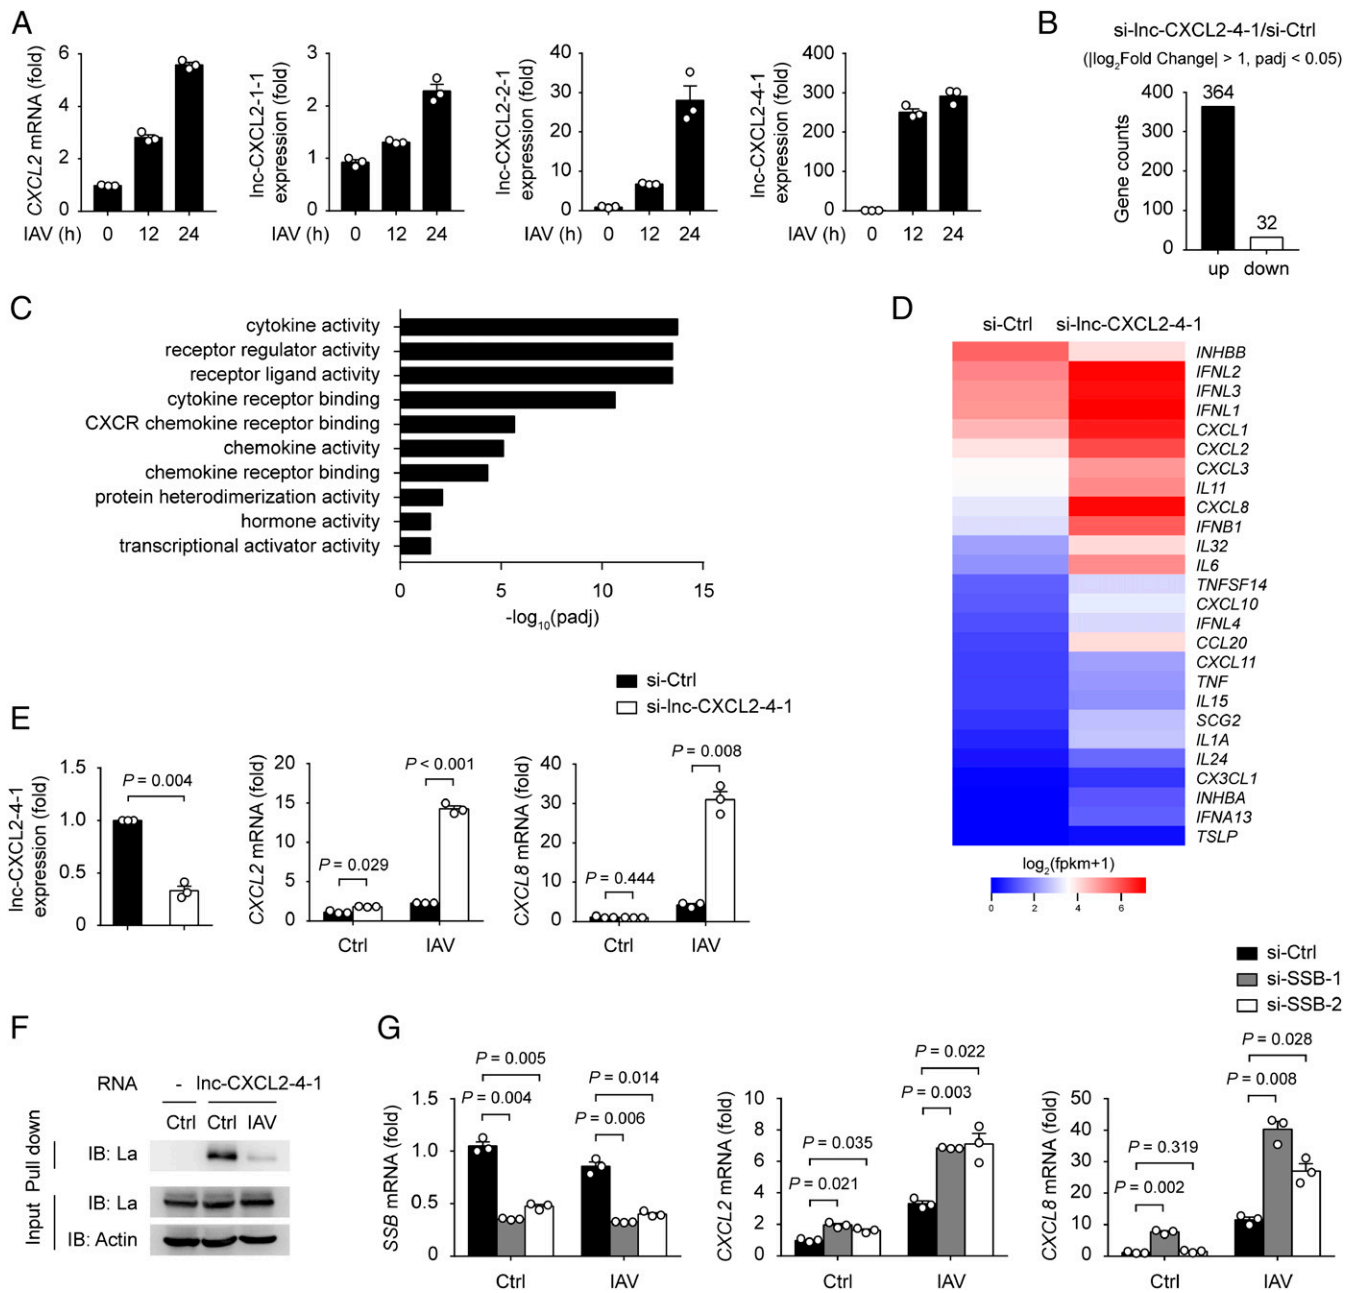 A
CXCL2 mRNA (fold)
6
4
2
0
IAV (h) 0 12 24
lnc-CXCL2-1-1
expression (fold)
3
2
1
0
0 12 24
lnc-CXCL2-2-1
expression (fold)
40
30
20
10
0
IAV (h) 0 12 24
lnc-CXCL2-4-1
expression (fold)
400
300
200
100
0
IAV (h) 0 12 24
B
si-lnc-CXCL2-4-1/si-Ctrl
(|log2Fold Change| > 1, padj < 0.05)
Gene counts
400
300
200
100
0
364
32
up down
C
cytokine activity
receptor regulator activity
receptor ligand activity
cytokine receptor binding
CXCR chemokine receptor binding
chemokine activity
chemokine receptor binding
protein heterodimerization activity
hormone activity
transcriptional activator activity
0 5 10 15
-log10(padj)
D
si-Ctrl si-lnc-CXCL2-4-1
INHBB
IFNL2
IFNL3
IFNL1
CXCL1
CXCL2
CXCL3
IL11
CXCL8
IFNB1
IL32
IL6
TNFSF14
CXCL10
IFNL4
CCL20
CXCL11
TNF
IL15
SCG2
IL1A
IL24
CX3CL1
INHBA
IFNA13
TSLP
log2(fpkm+1)
0 2 4 6
E
si-Ctrl
si-lnc-CXCL2-4-1
lnc-CXCL2-4-1
expression (fold)
1.5
1.0
0.5
0
P = 0.004
CXCL2 mRNA (fold)
20
15
10
5
0
P = 0.029
P < 0.001
Ctrl IAV
CXCL8 mRNA (fold)
40
30
20
10
0
P = 0.444
P = 0.008
Ctrl IAV
F
RNA - lnc-CXCL2-4-1
Ctrl Ctrl IAV
Pull down
IB: La
Input
IB: La
IB: Actin
G
si-Ctrl
si-SSB-1
si-SSB-2
SSB mRNA (fold)
1.5
1.0
0.5
0
P = 0.005
P = 0.004
P = 0.014
P = 0.006
Ctrl IAV
CXCL2 mRNA (fold)
10
8
6
4
2
0
P = 0.035
P = 0.021
P = 0.022
P = 0.003
Ctrl IAV
CXCL8 mRNA (fold)
50
40
30
20
10
0
P = 0.319
P = 0.002
P = 0.028
P = 0.008
Ctrl IAV